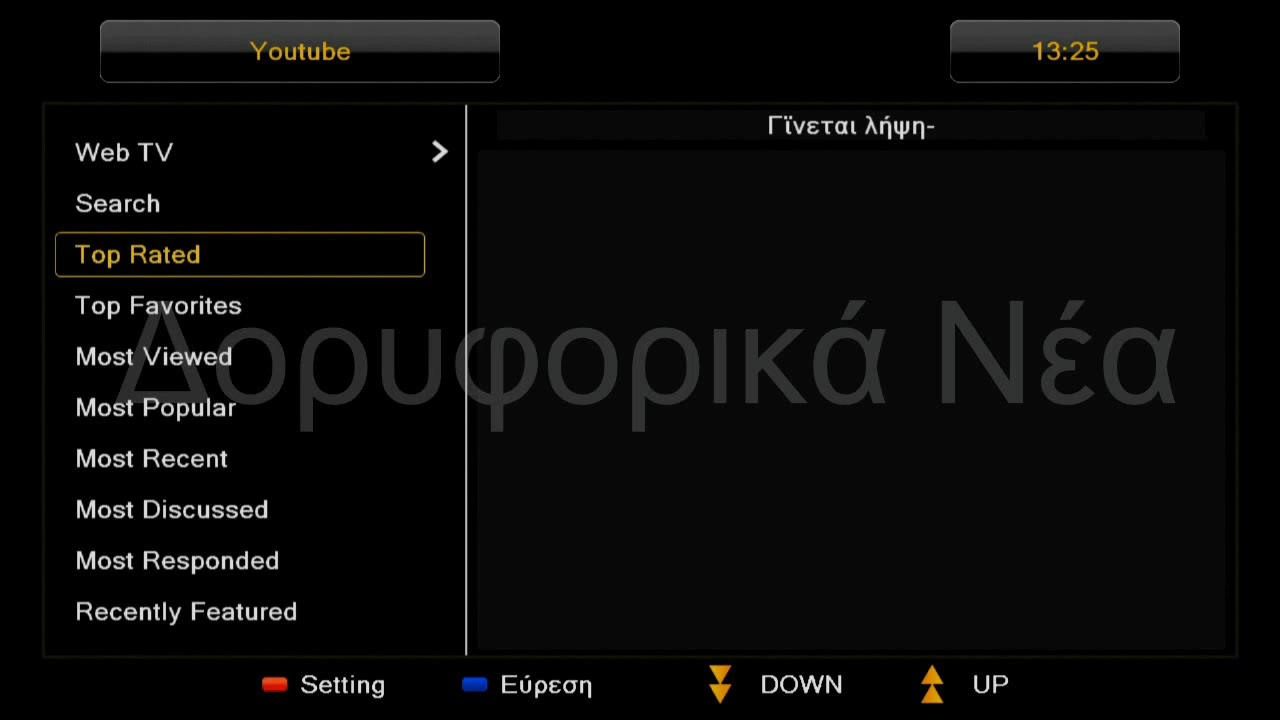 Youtube
13:25
Γϊνεται λήψη-
Web TV
Search
Top Rated
Top Favorites
Most Viewed
Most Popular
Most Recent
Most Discussed
Most Responded
Recently Featured
Δορυφορικά Νέα
Setting
Εύρεση
DOWN
UP